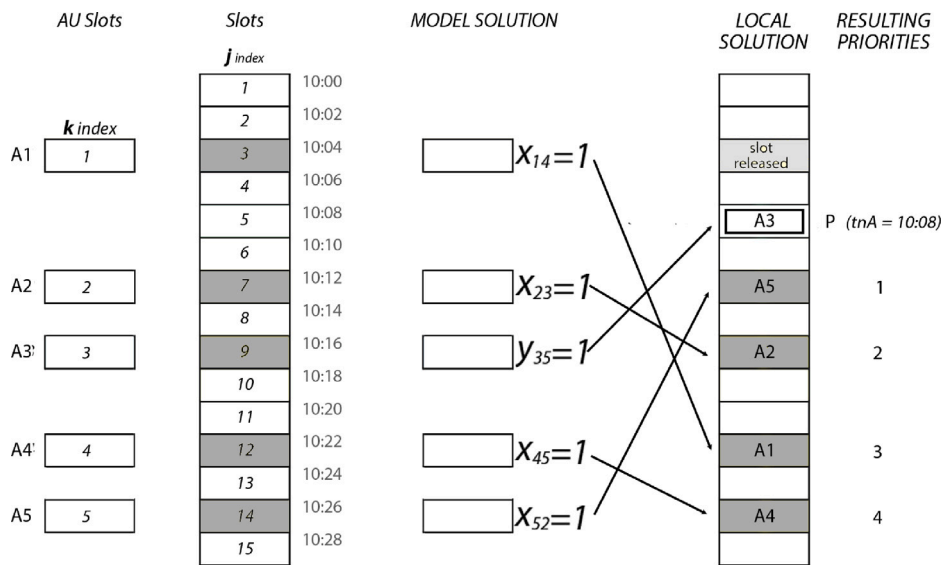 AU Slots
Slots
MODEL SOLUTION
LOCAL SOLUTION
RESULTING PRIORITIES
j index
k index
1 10:00
2 10:02
A1 1 3 10:04 x14=1 slot released
4 10:06
5 10:08 A3 P (tnA = 10:08)
6 10:10
A2 2 7 10:12 x23=1 A5 1
8 10:14
A3' 3 9 10:16 y35=1 A2 2
10 10:18
11 10:20
A4' 4 12 10:22 x45=1 A1 3
13 10:24
A5 5 14 10:26 x52=1 A4 4
15 10:28